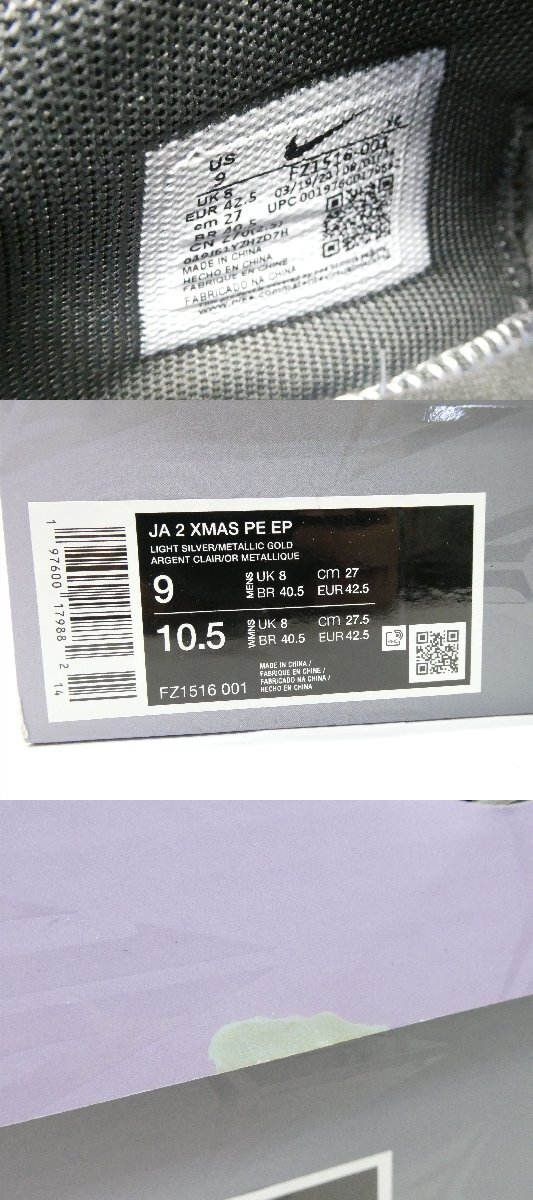 US
9
UK 8
EUR 42.5
cm 27
MADE IN CHINA
HECHO EN CHINE
FABRICADO NA CHINA
FZ1516-001
JA 2 XMAS PE EP
LIGHT SILVER/METALLIC GOLD
ARGENT CLAIR/OR METALLIQUE
9
MENS
UK 8
cm 27
BR 40.5
EUR 42.5
10.5
WMNS
UK 8
cm 27.5
BR 40.5
EUR 42.5
FZ1516 001
MADE IN CHINA /
FABRIQUE EN CHINE /
FABRICADO NA CHINA /
HECHO EN CHINA
1 97600 17988 2 14